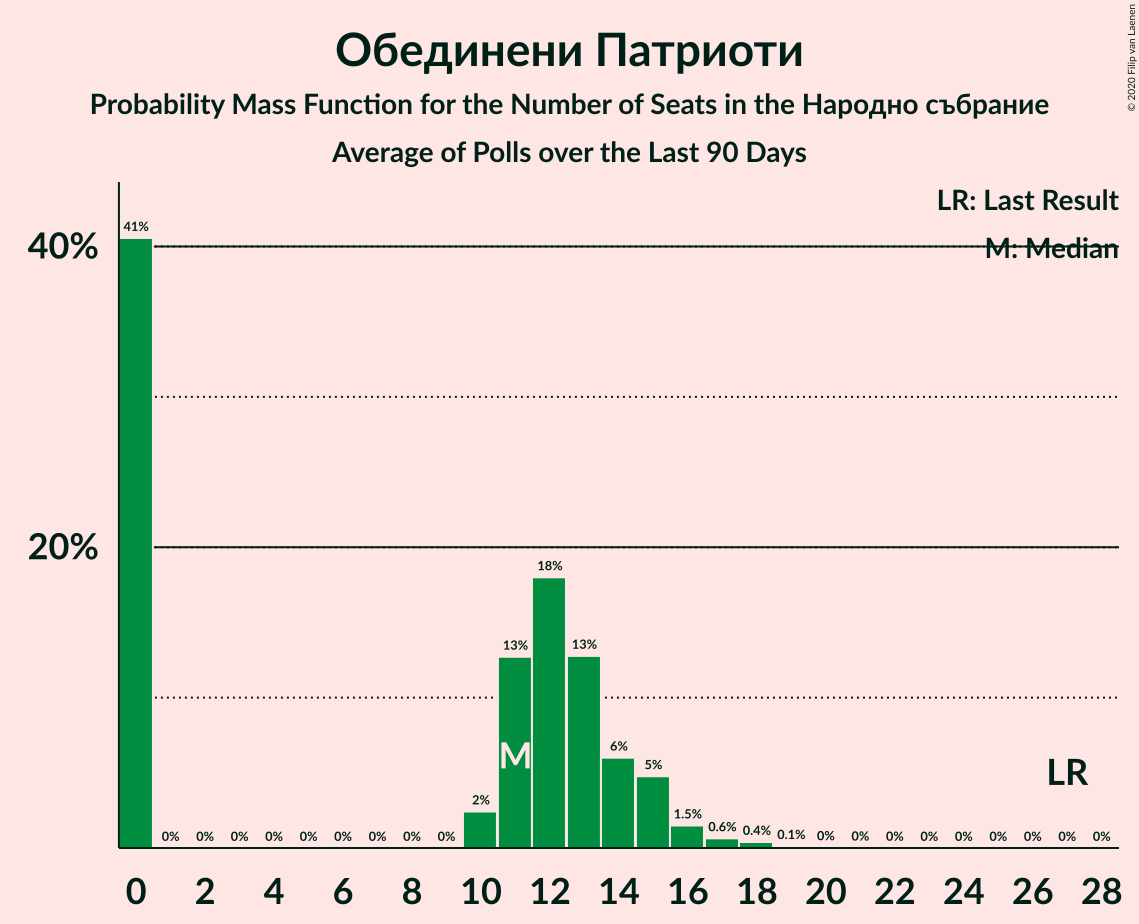 Обединени Патриоти
Probability Mass Function for the Number of Seats in the Народно събрание
Average of Polls over the Last 90 Days
© 2020 Filip van Laenen
LR: Last Result
M: Median
40%
20%
41%
0% 0% 0% 0% 0% 0% 0% 0% 0% 2% 13% 18% 13% 6% 5% 1.5% 0.6% 0.4% 0.1% 0% 0% 0% 0% 0% 0% 0% 0% 0%
M
LR
0 2 4 6 8 10 12 14 16 18 20 22 24 26 28